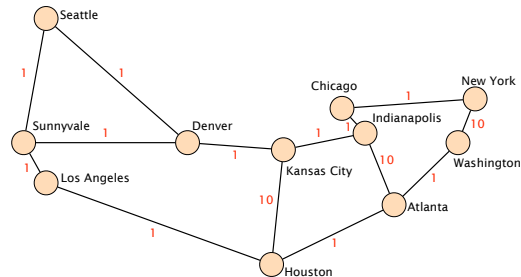 Seattle
1
1
Chicago
1
New York
Sunnyvale
1
Denver
1
1
Indianapolis
10
1
1
Kansas City
Washington
Los Angeles
10
1
10
Atlanta
1
1
Houston